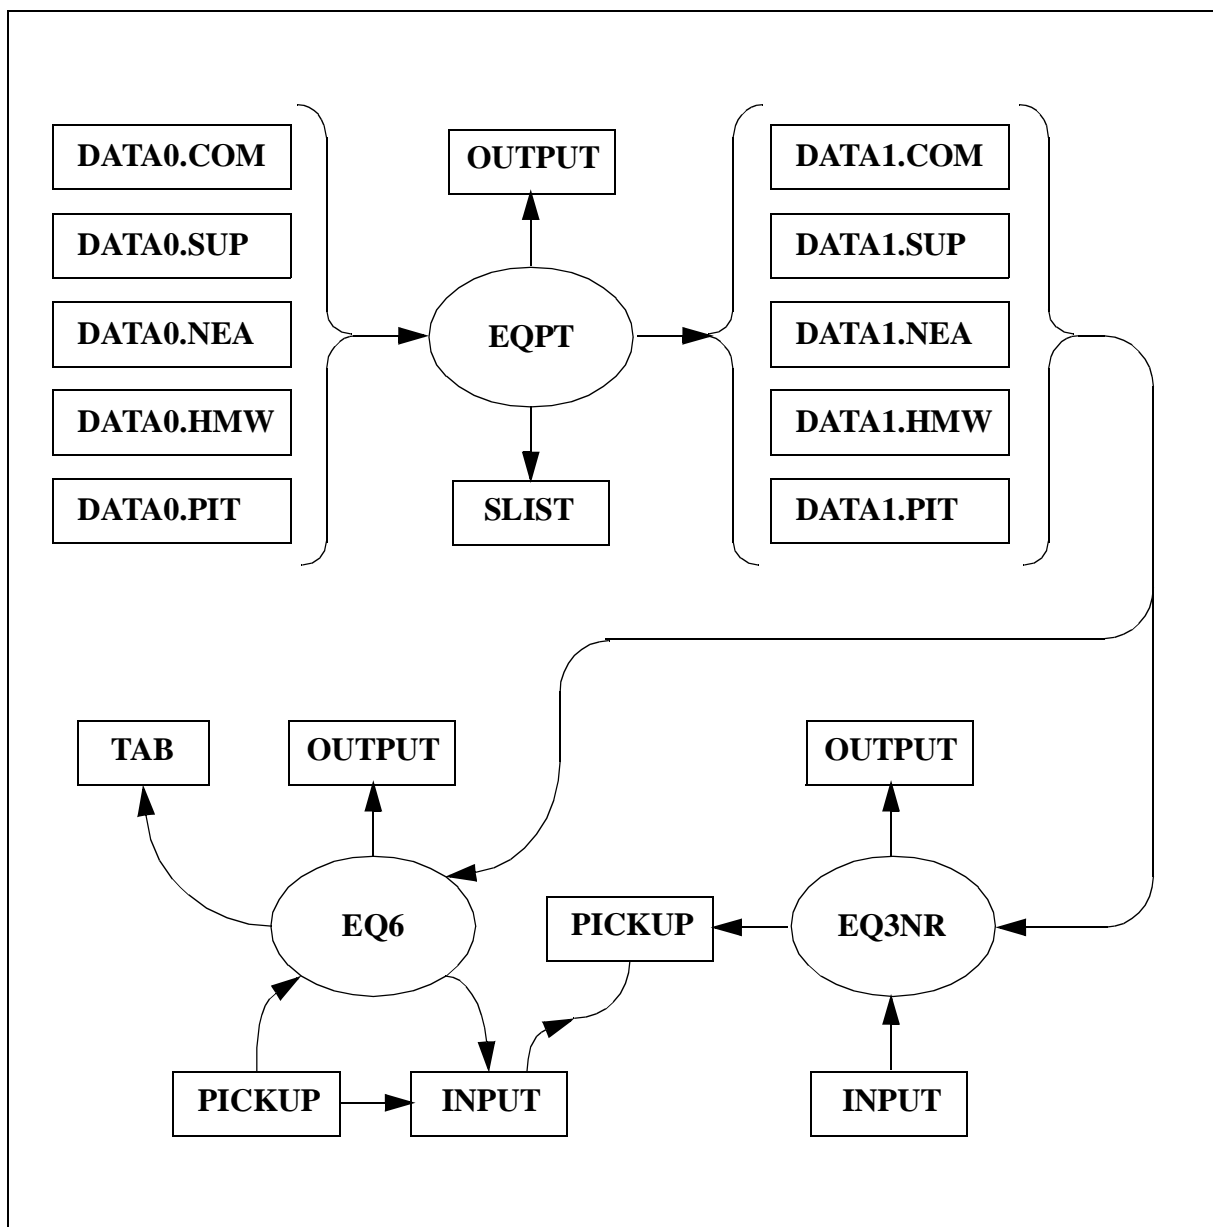 DATA0.COM
DATA0.SUP
DATA0.NEA
DATA0.HMW
DATA0.PIT
OUTPUT
EQPT
SLIST
DATA1.COM
DATA1.SUP
DATA1.NEA
DATA1.HMW
DATA1.PIT
TAB
OUTPUT
EQ6
PICKUP
INPUT
PICKUP
OUTPUT
EQ3NR
INPUT